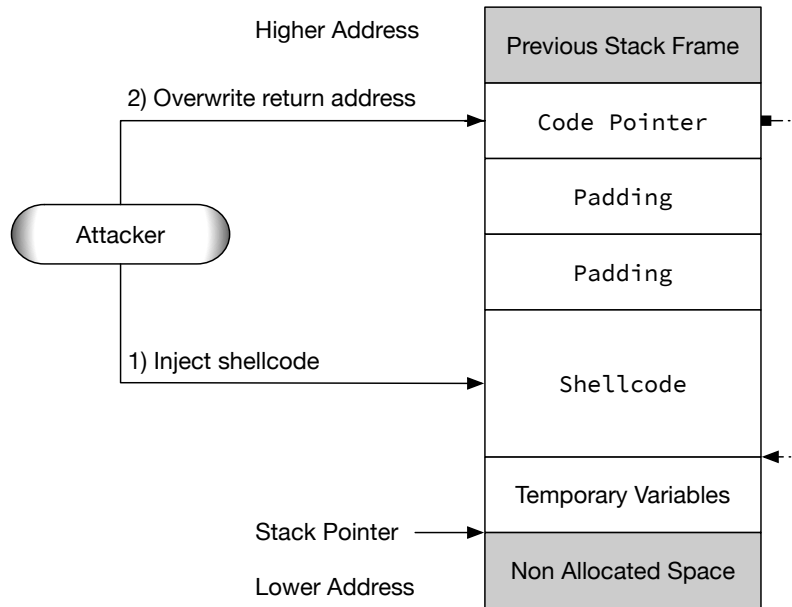 Higher Address
Previous Stack Frame
2) Overwrite return address
Code Pointer
Padding
Attacker
Padding
1) Inject shellcode
Shellcode
Temporary Variables
Stack Pointer
Non Allocated Space
Lower Address